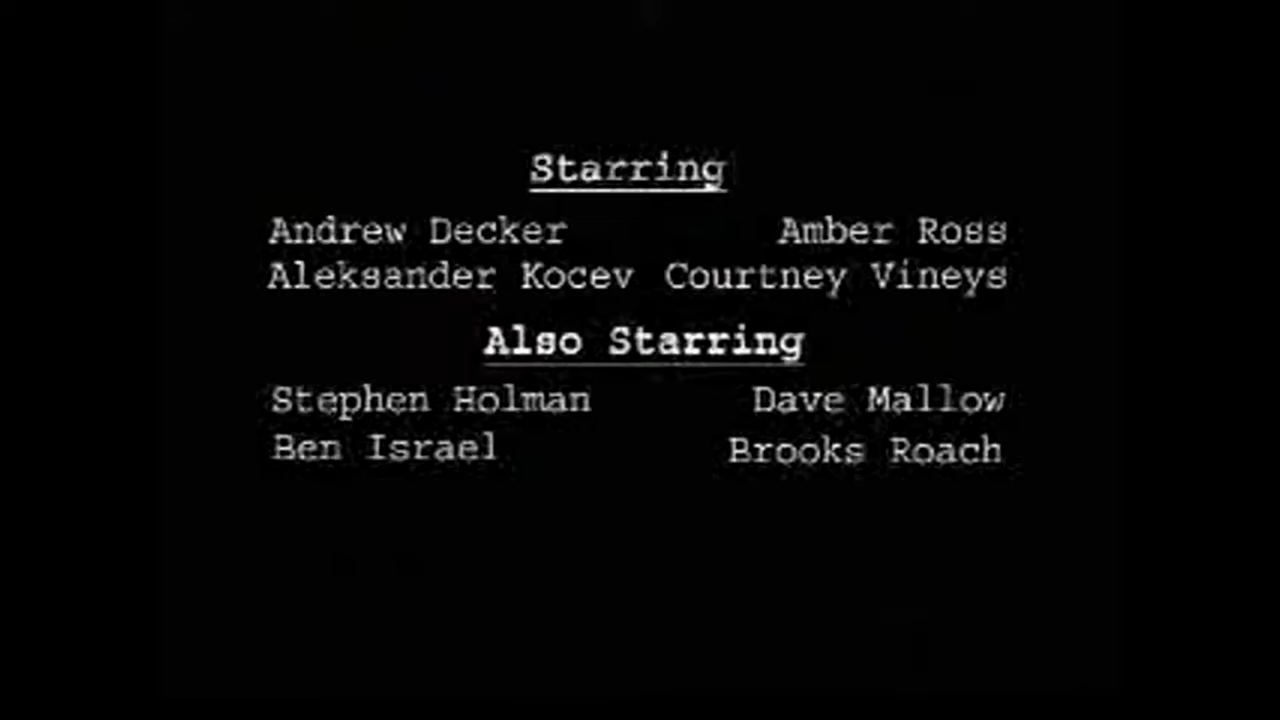 Starring
Andrew Decker Amber Ross
Aleksander Kocev Courtney Vineys
Also Starring
Stephen Holman Dave Mallow
Ben Israel Brooks Roach